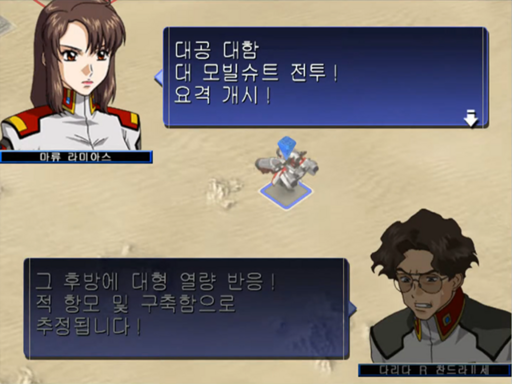 대공 대함
대 모빌슈트 전투!
요격 개시!
마류 라미아스
그 후방에 대형 열량 반응!
적 항모 및 구축함으로
추정됩니다!
다리다 R 챤드라Ⅱ세